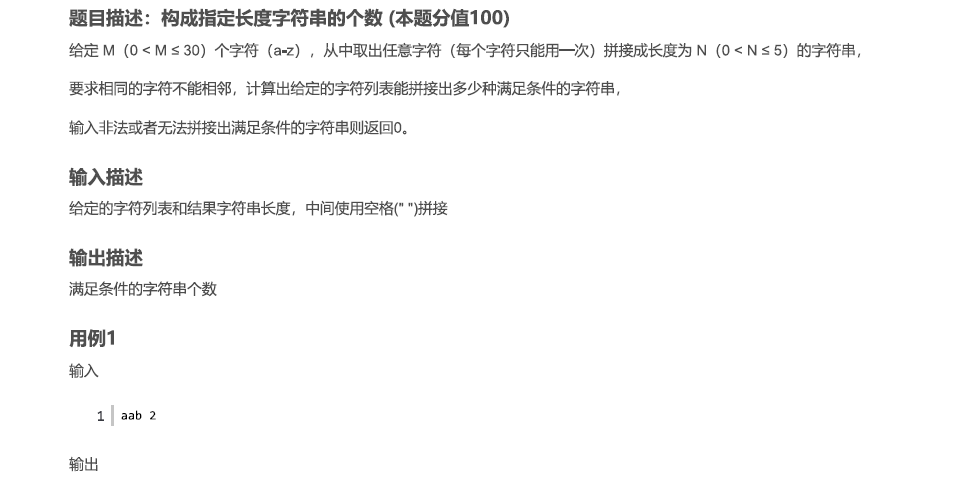 题目描述：构成指定长度字符串的个数 (本题分值100)
给定 M（0 < M ≤ 30）个字符（a-z），从中取出任意字符（每个字符只能用一次）拼接成长度为 N（0 < N ≤ 5）的字符串，
要求相同的字符不能相邻，计算出给定的字符列表能拼接出多少种满足条件的字符串，
输入非法或者无法拼接出满足条件的字符串则返回0。
输入描述
给定的字符列表和结果字符串长度，中间使用空格(" ")拼接
输出描述
满足条件的字符串个数
用例1
输入
1 aab 2
输出